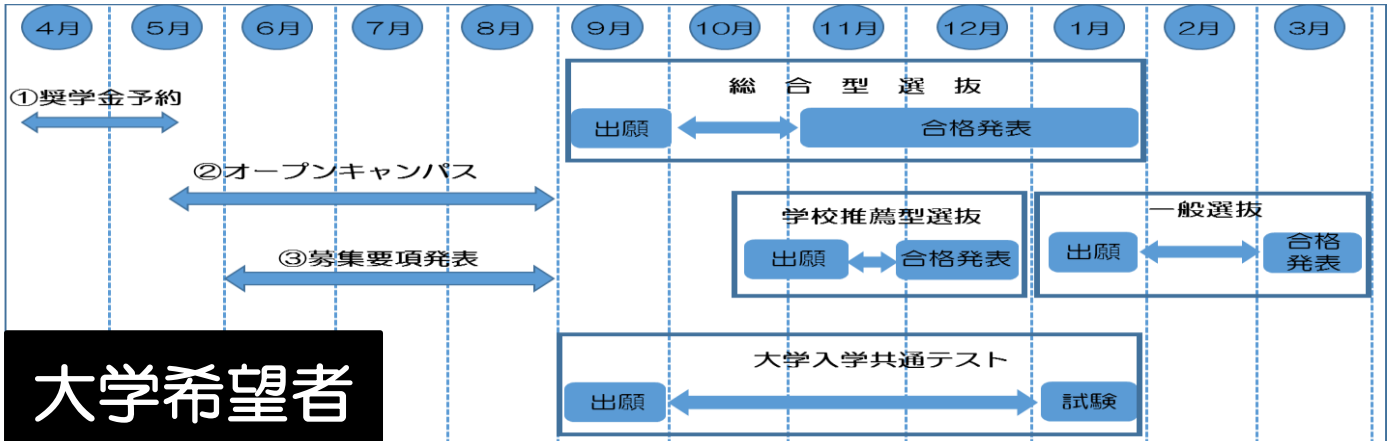 4月 5月 6月 7月 8月 9月 10月 11月 12月 1月 2月 3月
①奨学金予約
②オープンキャンパス
③募集要項発表
総合型選抜
出願 合格発表
学校推薦型選抜
出願 合格発表
一般選抜
出願 合格
発表
大学入学共通テスト
出願 試験
大学希望者